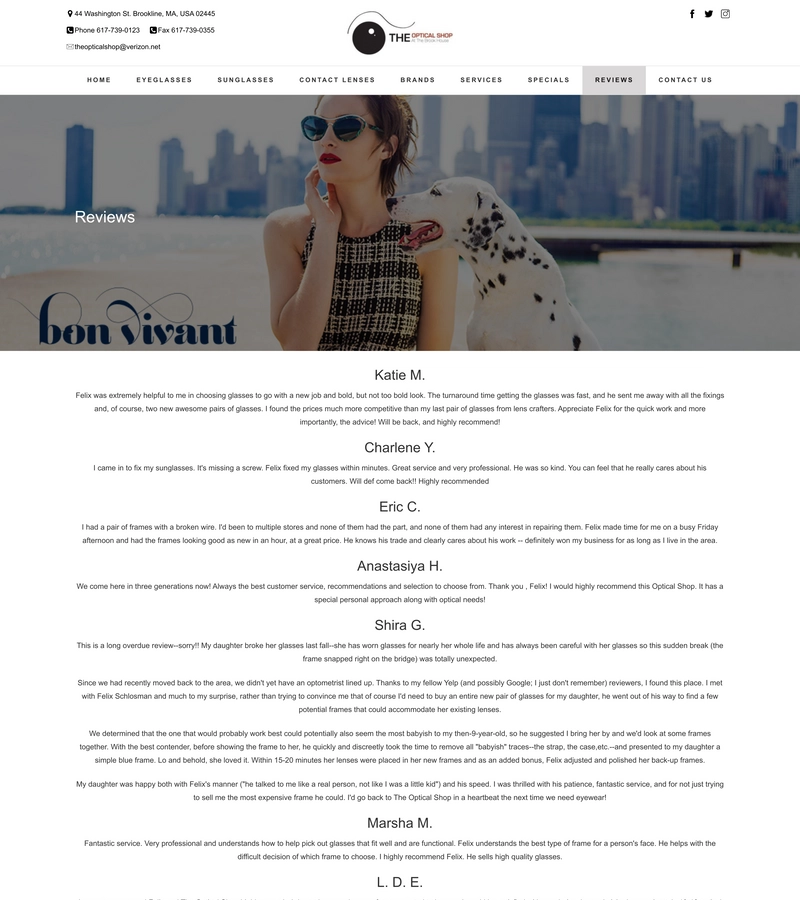 44 Washington St. Brookline, MA, USA 02445
Phone 617-739-0123 Fax 617-739-0355
theopticalshop@verizon.net
THE OPTICAL SHOP
At The Brook House
HOME EYEGLASSES SUNGLASSES CONTACT LENSES BRANDS SERVICES SPECIALS REVIEWS CONTACT US
Reviews
bon vivant
Katie M.
Felix was extremely helpful to me in choosing glasses to go with a new job and bold, but not too bold look. The turnaround time getting the glasses was fast, and he sent me away with all the fixings
and, of course, two new awesome pairs of glasses. I found the prices much more competitive than my last pair of glasses from lens crafters. Appreciate Felix for the quick work and more
importantly, the advice! Will be back, and highly recommend!
Charlene Y.
I came in to fix my sunglasses. It's missing a screw. Felix fixed my glasses within minutes. Great service and very professional. He was so kind. You can feel that he really cares about his
customers. Will def come back!! Highly recommended
Eric C.
I had a pair of frames with a broken wire. I'd been to multiple stores and none of them had the part, and none of them had any interest in repairing them. Felix made time for me on a busy Friday
afternoon and had the frames looking good as new in an hour, at a great price. He knows his trade and clearly cares about his work -- definitely won my business for as long as I live in the area.
Anastasiya H.
We come here in three generations now! Always the best customer service, recommendations and selection to choose from. Thank you , Felix! I would highly recommend this Optical Shop. It has a
special personal approach along with optical needs!
Shira G.
This is a long overdue review--sorry!! My daughter broke her glasses last fall--she has worn glasses for nearly her whole life and has always been careful with her glasses so this sudden break (the
frame snapped right on the bridge) was totally unexpected.
Since we had recently moved back to the area, we didn't yet have an optometrist lined up. Thanks to my fellow Yelp (and possibly Google; I just don't remember) reviewers, I found this place. I met
with Felix Schlosman and much to my surprise, rather than trying to convince me that of course I'd need to buy an entire new pair of glasses for my daughter, he went out of his way to find a few
potential frames that could accommodate her existing lenses.
We determined that the one that would probably work best could potentially also seem the most babyish to my then-9-year-old, so he suggested I bring her by and we'd look at some frames
together. With the best contender, before showing the frame to her, he quickly and discreetly took the time to remove all "babyish" traces--the strap, the case,etc.--and presented to my daughter a
simple blue frame. Lo and behold, she loved it. Within 15-20 minutes her lenses were placed in her new frames and as an added bonus, Felix adjusted and polished her back-up frames.
My daughter was happy both with Felix's manner ("he talked to me like a real person, not like I was a little kid") and his speed. I was thrilled with his patience, fantastic service, and for not just trying
to sell me the most expensive frame he could. I'd go back to The Optical Shop in a heartbeat the next time we need eyewear!
Marsha M.
Fantastic service. Very professional and understands how to help pick out glasses that fit well and are functional. Felix understands the best type of frame for a person's face. He helps with the
difficult decision of which frame to choose. I highly recommend Felix. He sells high quality glasses.
L. D. E.